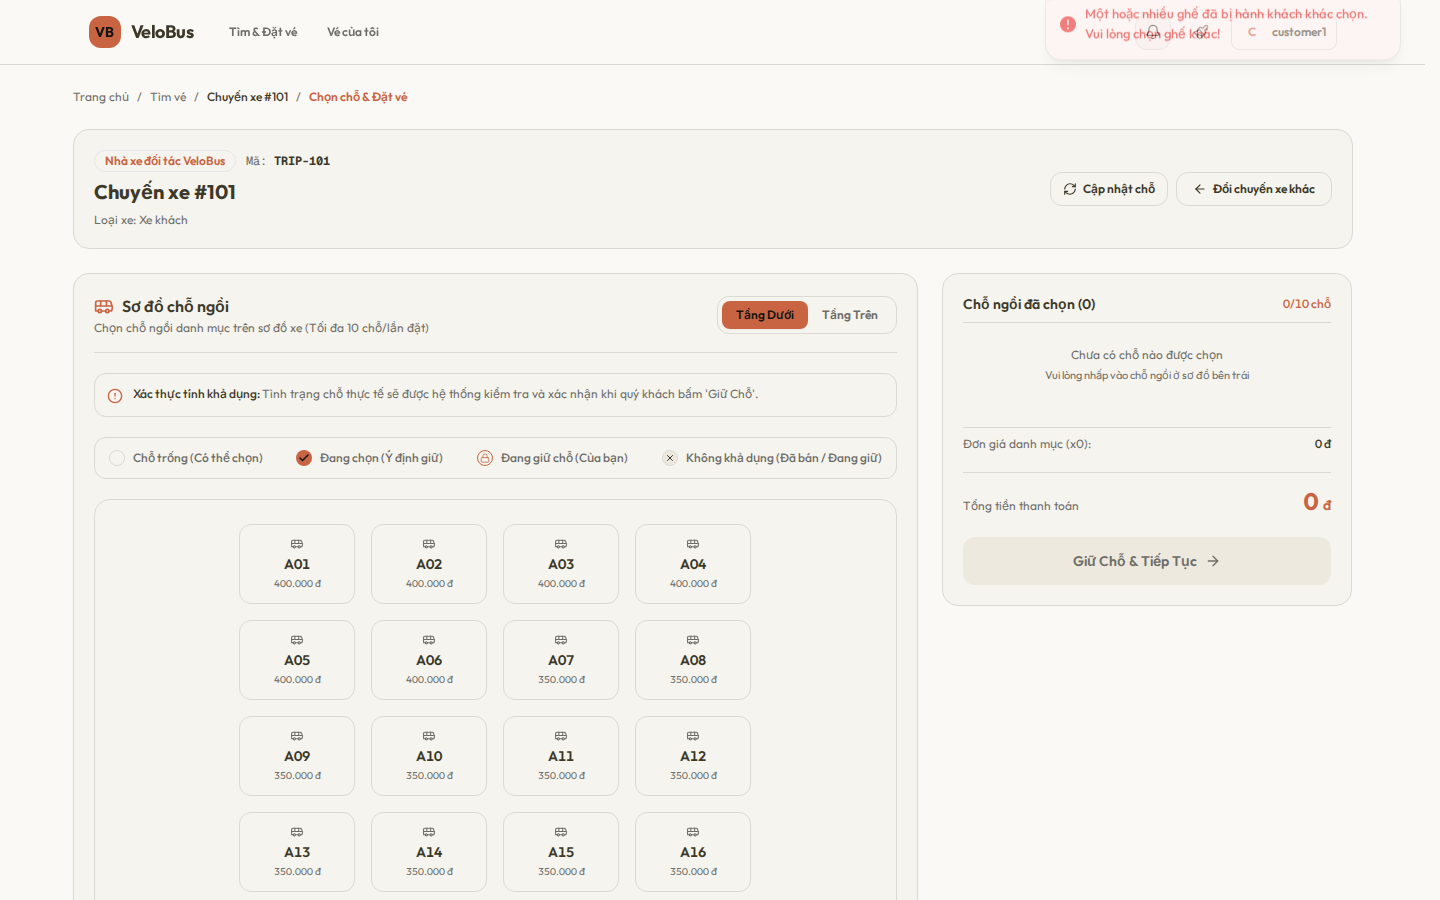 VB VeloBus Tìm & Đặt vé Vé của tôi
Một hoặc nhiều ghế đã bị hành khách khác chọn.
Vui lòng chọn ghế khác!
C customer1
Trang chủ / Tìm vé / Chuyến xe #101 / Chọn chỗ & Đặt vé
Nhà xe đối tác VeloBus Mã: TRIP-101
Chuyến xe #101
Loại xe: Xe khách
Cập nhật chỗ
Đổi chuyến xe khác
Sơ đồ chỗ ngồi
Chọn chỗ ngồi danh mục trên sơ đồ xe (Tối đa 10 chỗ/lần đặt)
Tầng Dưới Tầng Trên
Xác thực tính khả dụng: Tình trạng chỗ thực tế sẽ được hệ thống kiểm tra và xác nhận khi quý khách bấm 'Giữ Chỗ'.
Chỗ trống (Có thể chọn) Đang chọn (Ý định giữ) Đang giữ chỗ (Của bạn) Không khả dụng (Đã bán / Đang giữ)
A01 A02 A03 A04
400.000 đ 400.000 đ 400.000 đ 400.000 đ
A05 A06 A07 A08
400.000 đ 400.000 đ 350.000 đ 350.000 đ
A09 A10 A11 A12
350.000 đ 350.000 đ 350.000 đ 350.000 đ
A13 A14 A15 A16
350.000 đ 350.000 đ 350.000 đ 350.000 đ
Chỗ ngồi đã chọn (0) 0/10 chỗ
Chưa có chỗ nào được chọn
Vui lòng nhấp vào chỗ ngồi ở sơ đồ bên trái
Đơn giá danh mục (x0): 0 đ
Tổng tiền thanh toán 0 đ
Giữ Chỗ & Tiếp Tục